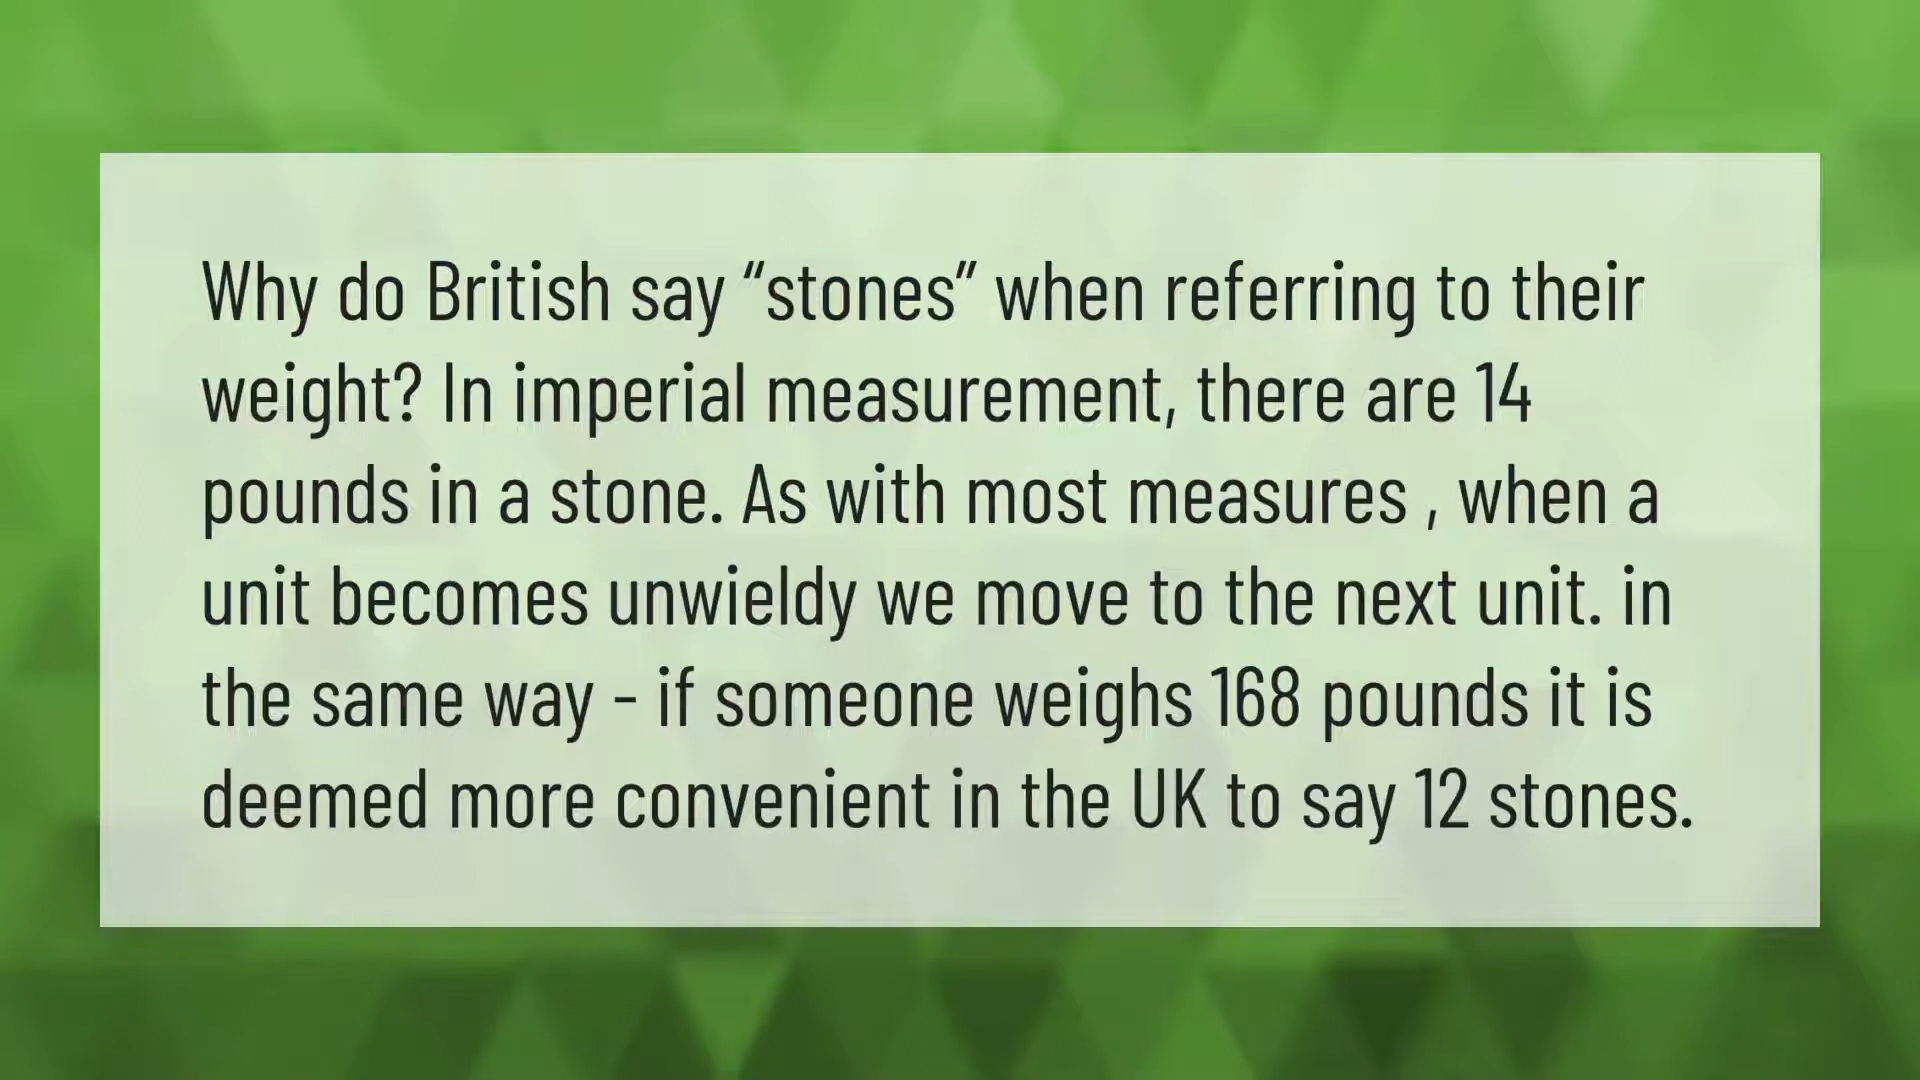 Why do British say “stones” when referring to their
weight? In imperial measurement, there are 14
pounds in a stone. As with most measures , when a
unit becomes unwieldy we move to the next unit. in
the same way - if someone weighs 168 pounds it is
deemed more convenient in the UK to say 12 stones.